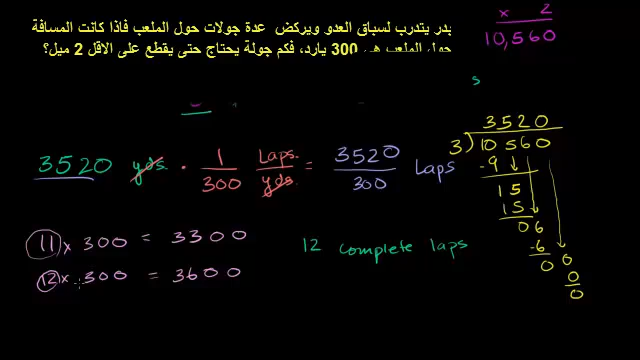 بدر يتدرب لسباق العدو ويركض عدة جولات حول الملعب فاذا كانت المسافة
حول الملعب هي 300 يارد، فكم جولة يحتاج حتى يقطع على الاقل 2 ميل؟
x 2
10,560
s
3520 yds · 1/300 Laps/yds = 3520/300 Laps
11 x 300 = 3300
12 x 300 = 3600
12 complete laps
3520
3)10560
-9
15
15
06
-6
00
0
0